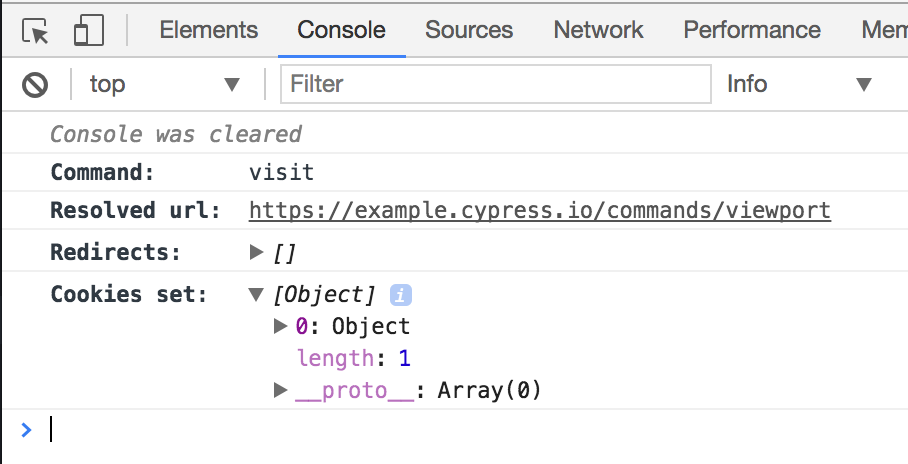 Elements Console Sources Network Performance Mem
top ▼ Filter Info ▼
Console was cleared
Command: visit
Resolved url: https://example.cypress.io/commands/viewport
Redirects: ▶ []
Cookies set: ▼ [Object] i
▶ 0: Object
length: 1
▶ __proto__: Array(0)
>